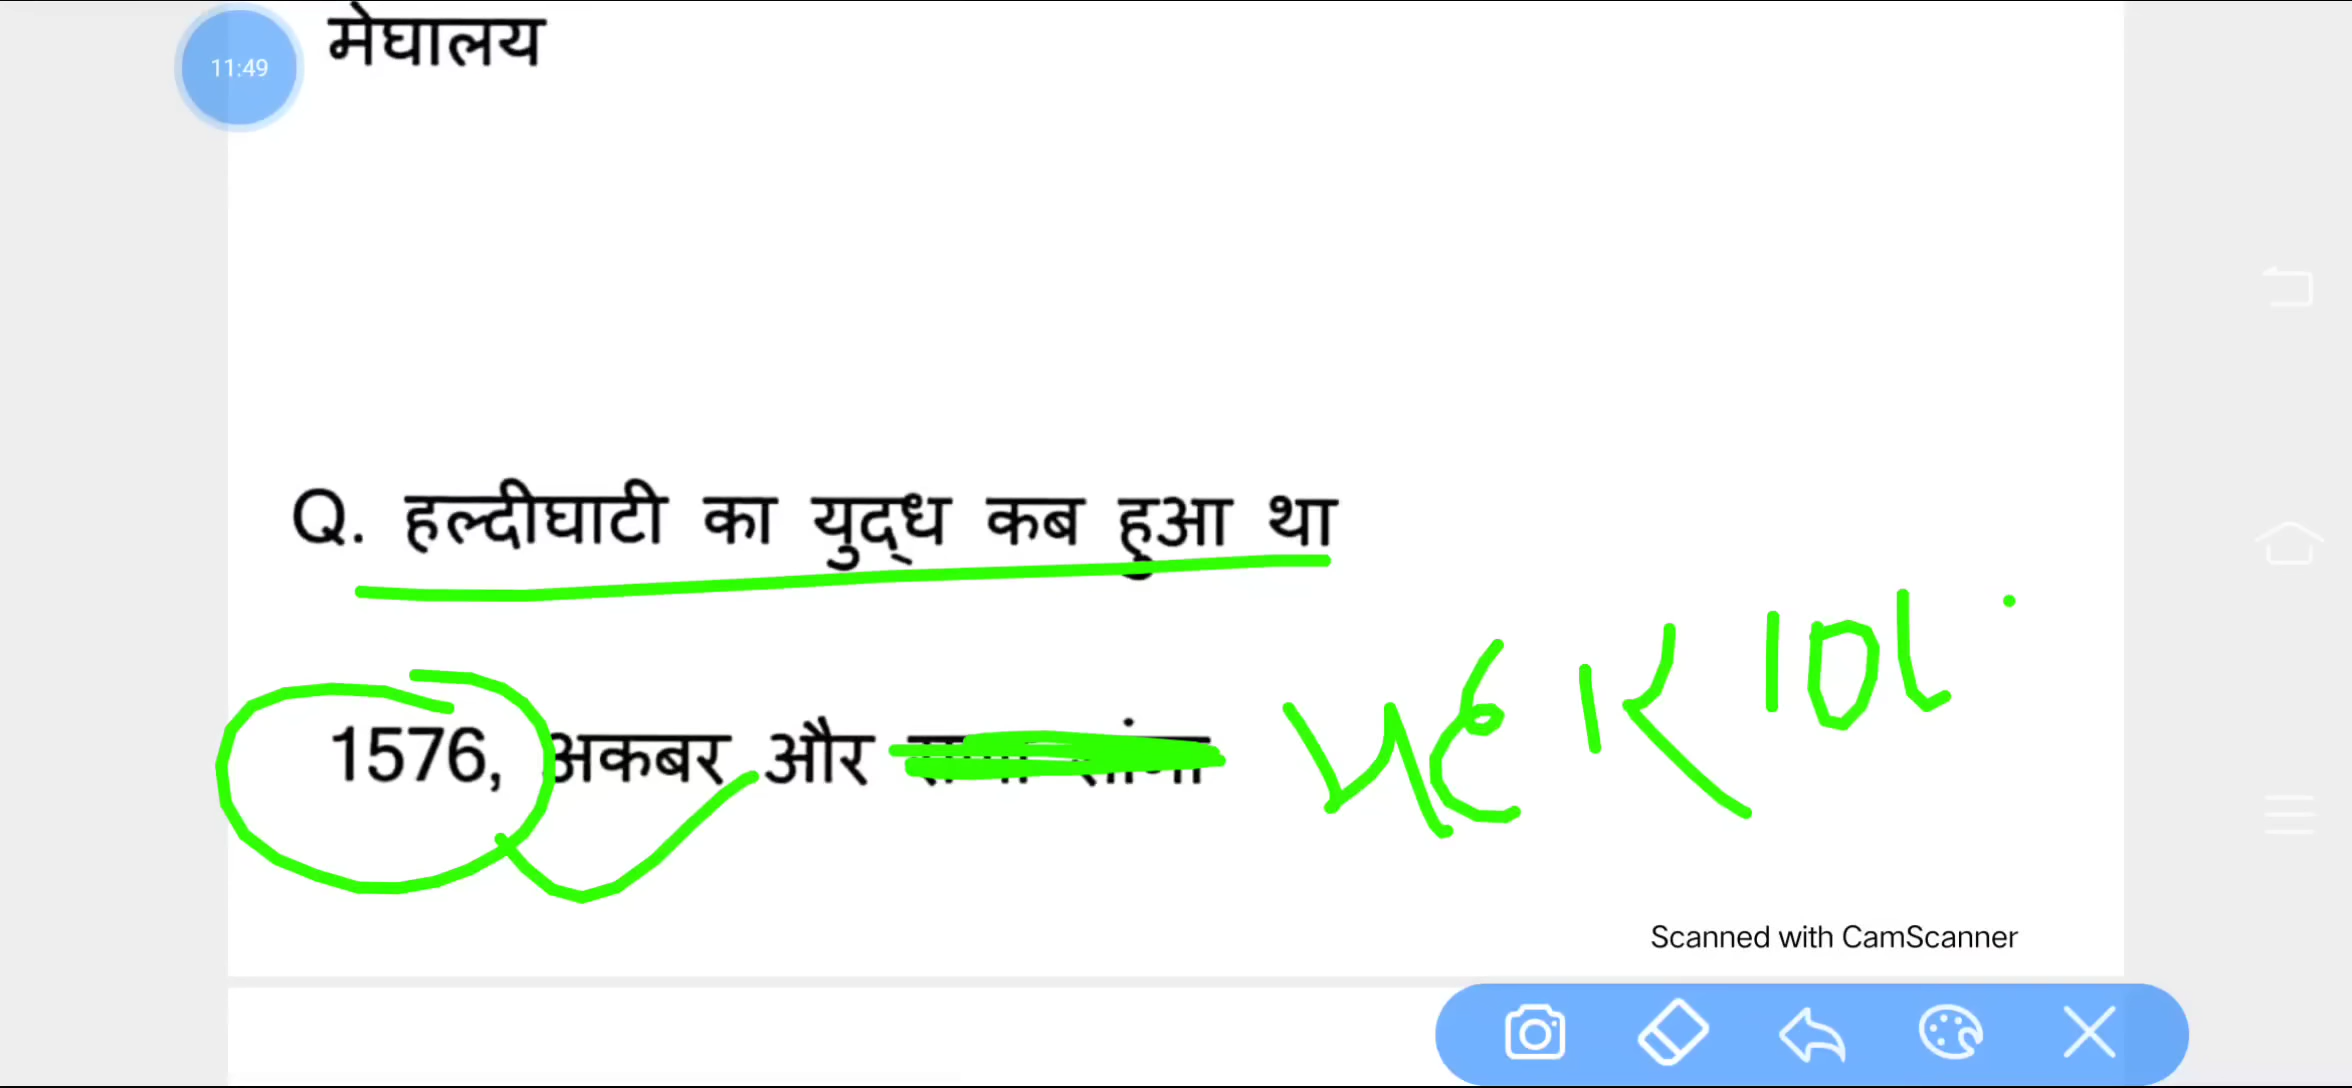 मेघालय
11:49
Q. हल्दीघाटी का युद्ध कब हुआ था
1576, अकबर और
Scanned with CamScanner